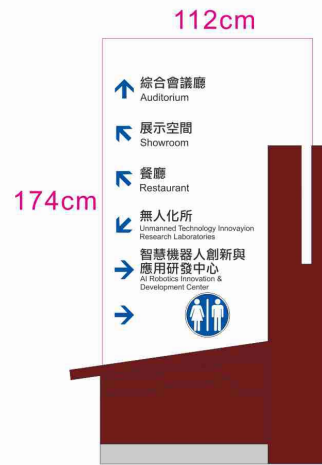 112cm
174cm
綜合會議廳
Auditorium
展示空間
Showroom
餐廳
Restaurant
無人化所
Unmanned Technology Innovayion
Research Laboratories
智慧機器人創新與
應用研發中心
AI Robotics Innovation &
Development Center